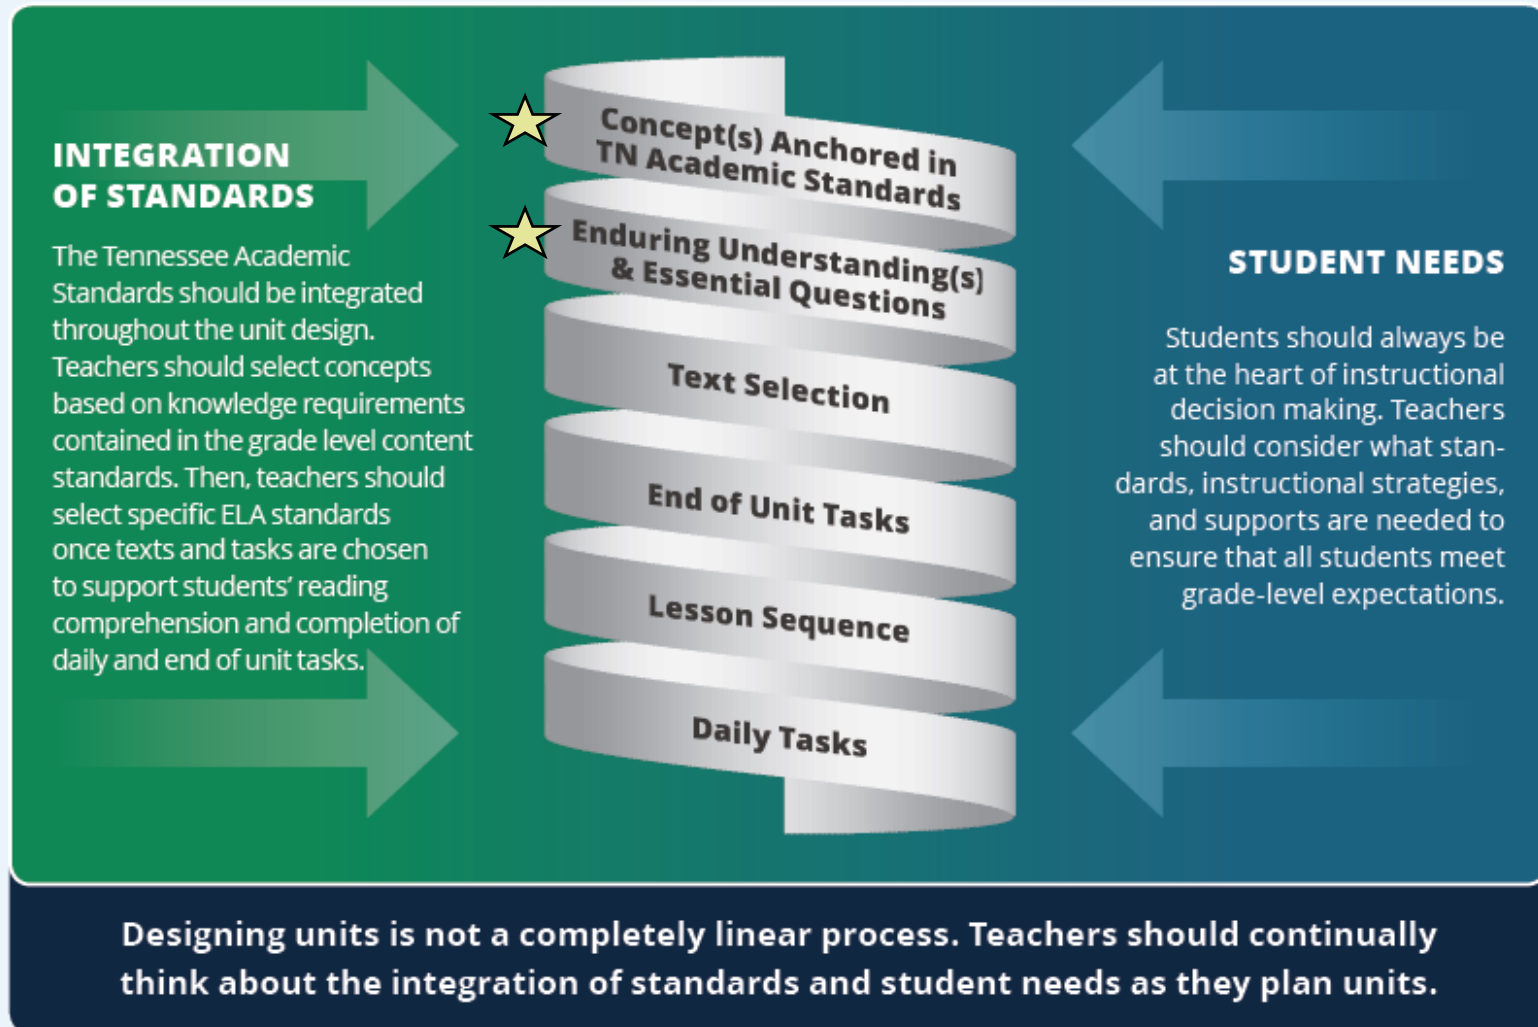 INTEGRATION
OF STANDARDS
The Tennessee Academic
Standards should be integrated
throughout the unit design.
Teachers should select concepts
based on knowledge requirements
contained in the grade level content
standards. Then, teachers should
select specific ELA standards
once texts and tasks are chosen
to support students’ reading
comprehension and completion of
daily and end of unit tasks.
Concept(s) Anchored in
TN Academic Standards
Enduring Understanding(s)
& Essential Questions
Text Selection
End of Unit Tasks
Lesson Sequence
Daily Tasks
STUDENT NEEDS
Students should always be
at the heart of instructional
decision making. Teachers
should consider what stan-
dards, instructional strategies,
and supports are needed to
ensure that all students meet
grade-level expectations.
Designing units is not a completely linear process. Teachers should continually
think about the integration of standards and student needs as they plan units.